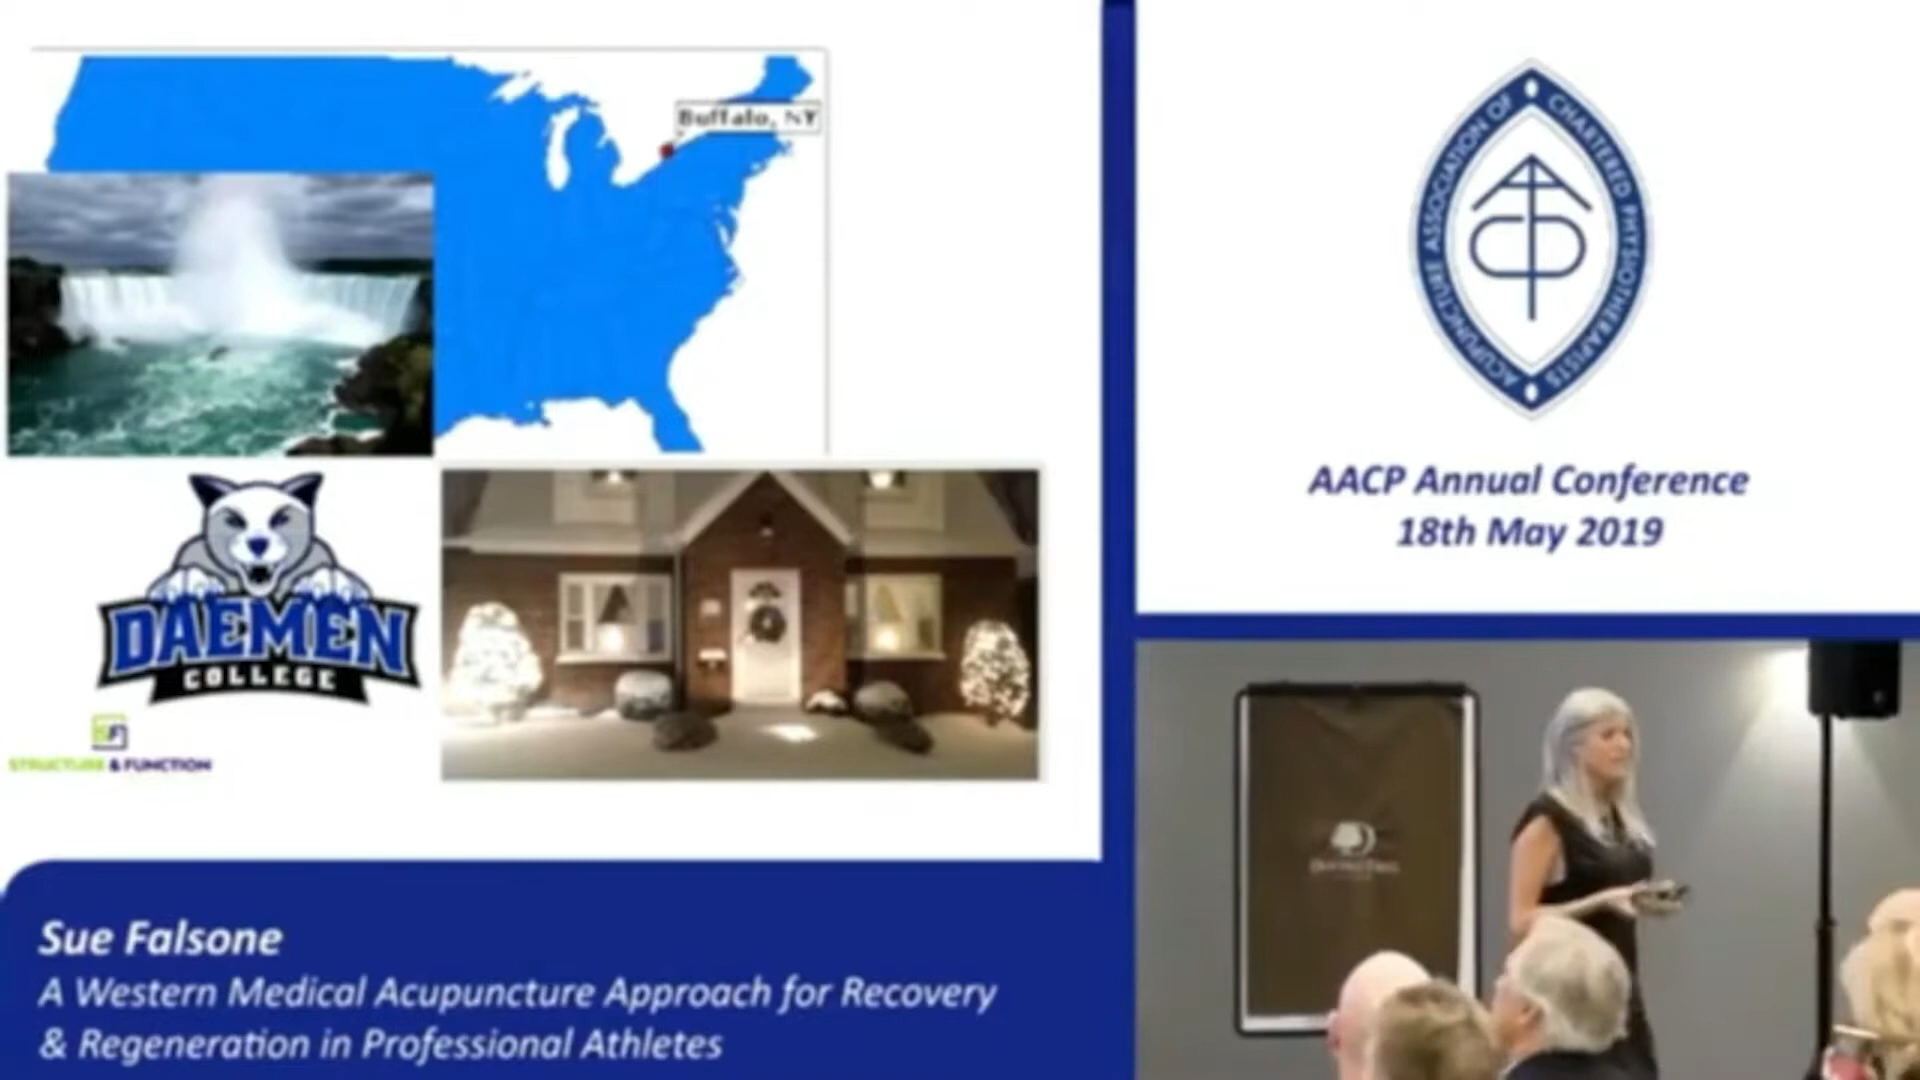 Buffalo, NY
DAEMEN
COLLEGE
SF
STRUCTURE & FUNCTION
Sue Falsone
A Western Medical Acupuncture Approach for Recovery
& Regeneration in Professional Athletes
ACUPUNCTURE ASSOCIATION OF CHARTERED PHYSIOTHERAPISTS
AACP Annual Conference
18th May 2019